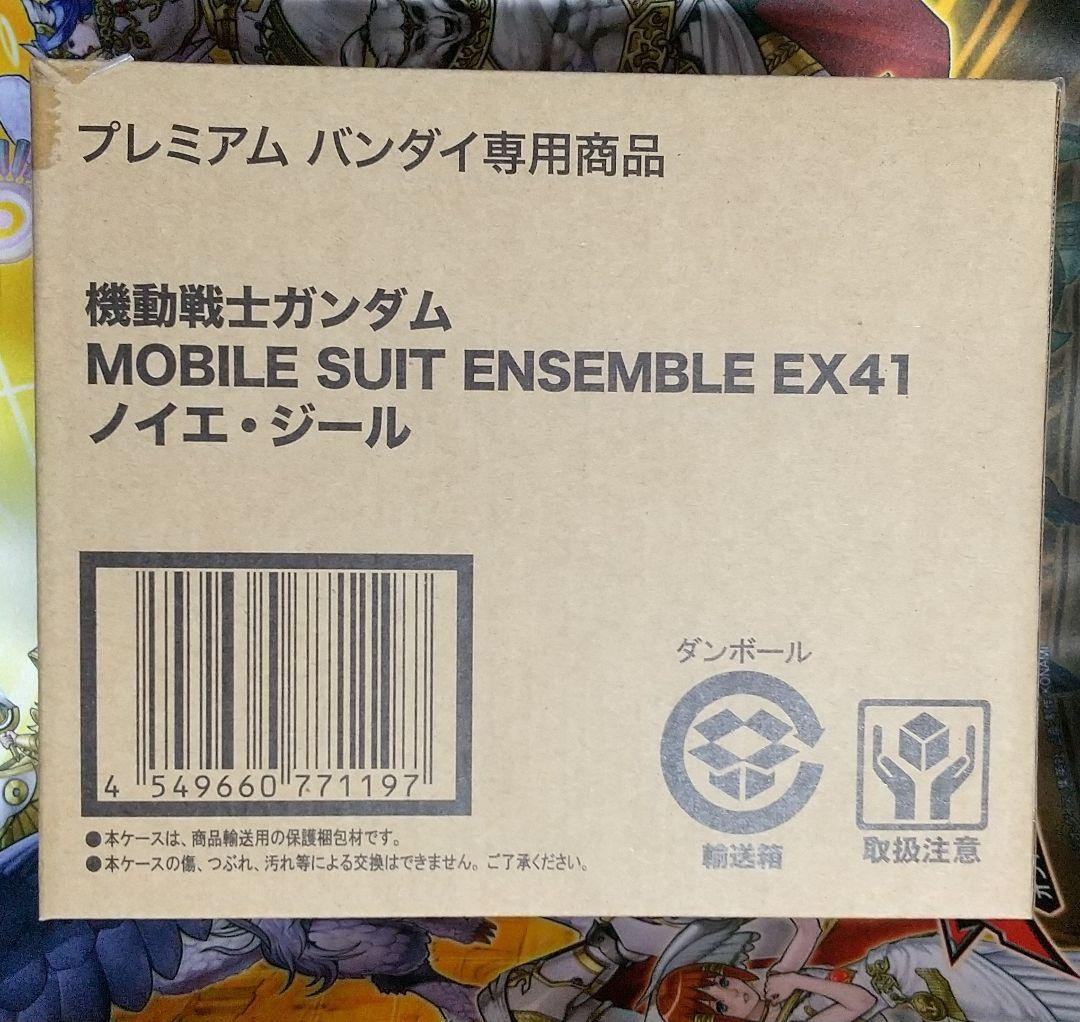 プレミアム バンダイ専用商品
機動戦士ガンダム
MOBILE SUIT ENSEMBLE EX41
ノイエ・ジール
4 549660 771197
●本ケースは、商品輸送用の保護梱包材です。
●本ケースの傷、つぶれ、汚れ等による交換はできません。ご了承ください。
ダンボール
輸送箱
取扱注意
KONAMI